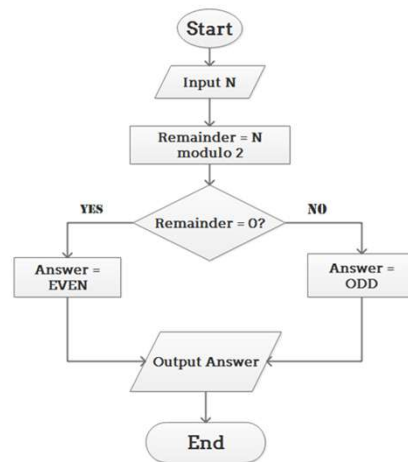 Start
Input N
Remainder = N
modulo 2
YES
Remainder = 0?
NO
Answer =
EVEN
Answer =
ODD
Output Answer
End